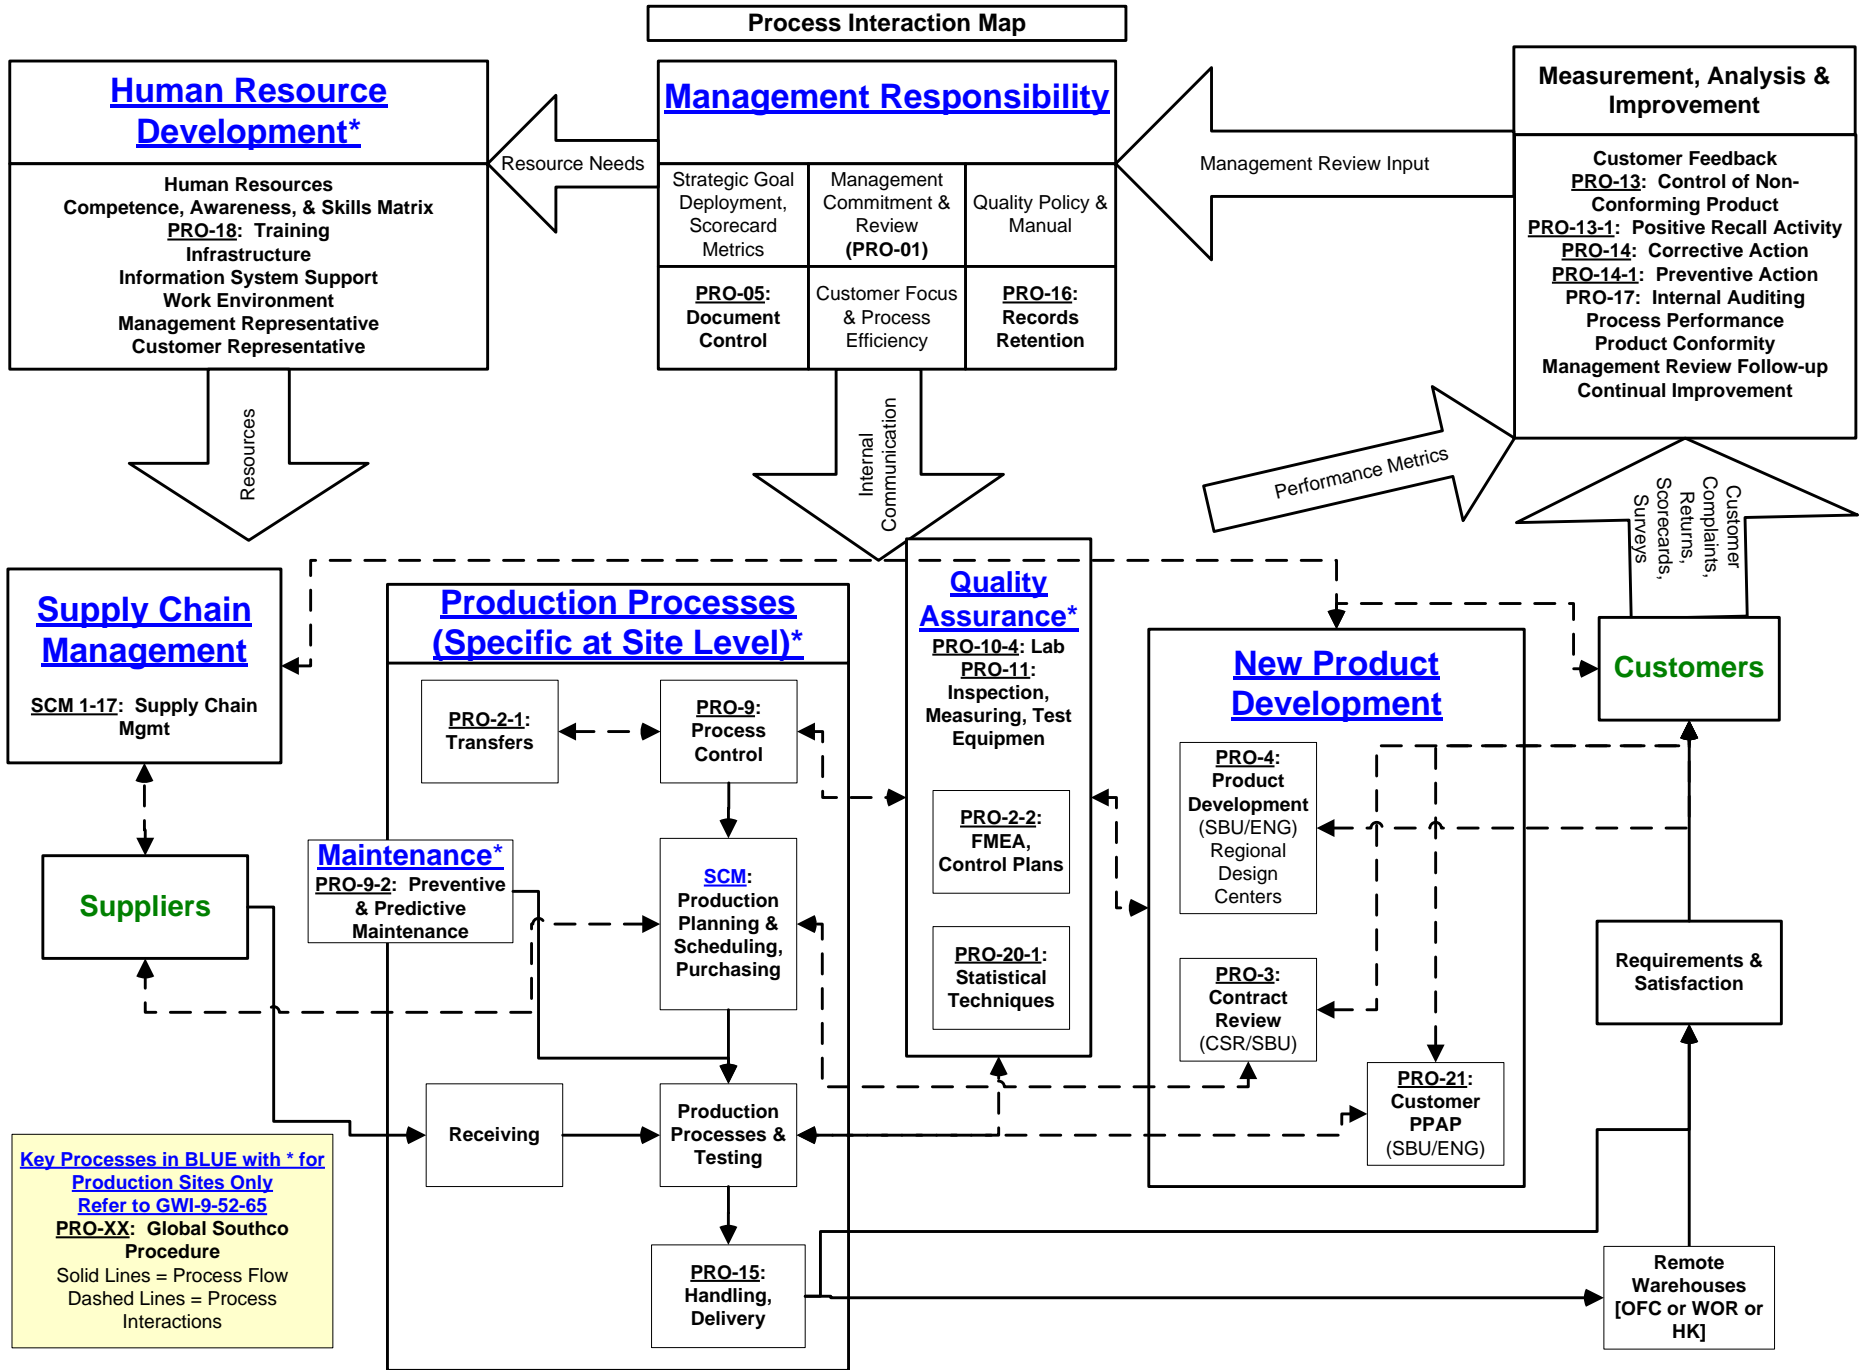 Process Interaction Map
Human Resource
Development*
Human Resources
Competence, Awareness, & Skills Matrix
PRO-18: Training
Infrastructure
Information System Support
Work Environment
Management Representative
Customer Representative
Resource Needs
Management Responsibility
Strategic Goal
Deployment,
Scorecard
Metrics
Management
Commitment &
Review
(PRO-01)
Quality Policy &
Manual
PRO-05:
Document
Control
Customer Focus
& Process
Efficiency
PRO-16:
Records
Retention
Management Review Input
Measurement, Analysis &
Improvement
Customer Feedback
PRO-13: Control of Non-
Conforming Product
PRO-13-1: Positive Recall Activity
PRO-14: Corrective Action
PRO-14-1: Preventive Action
PRO-17: Internal Auditing
Process Performance
Product Conformity
Management Review Follow-up
Continual Improvement
Resources
Internal
Communication
Performance Metrics
Customer
Complaints,
Returns,
Scorecards,
Surveys
Supply Chain
Management
SCM 1-17: Supply Chain
Mgmt
Suppliers
Production Processes
(Specific at Site Level)*
PRO-2-1:
Transfers
PRO-9:
Process
Control
Maintenance*
PRO-9-2: Preventive
& Predictive
Maintenance
SCM:
Production
Planning &
Scheduling,
Purchasing
Receiving
Production
Processes &
Testing
PRO-15:
Handling,
Delivery
Quality
Assurance*
PRO-10-4: Lab
PRO-11:
Inspection,
Measuring, Test
Equipmen
PRO-2-2:
FMEA,
Control Plans
PRO-20-1:
Statistical
Techniques
New Product
Development
PRO-4:
Product
Development
(SBU/ENG)
Regional
Design
Centers
PRO-3:
Contract
Review
(CSR/SBU)
PRO-21:
Customer
PPAP
(SBU/ENG)
Customers
Requirements &
Satisfaction
Remote
Warehouses
[OFC or WOR or
HK]
Key Processes in BLUE with * for
Production Sites Only
Refer to GWI-9-52-65
PRO-XX: Global Southco
Procedure
Solid Lines = Process Flow
Dashed Lines = Process
Interactions